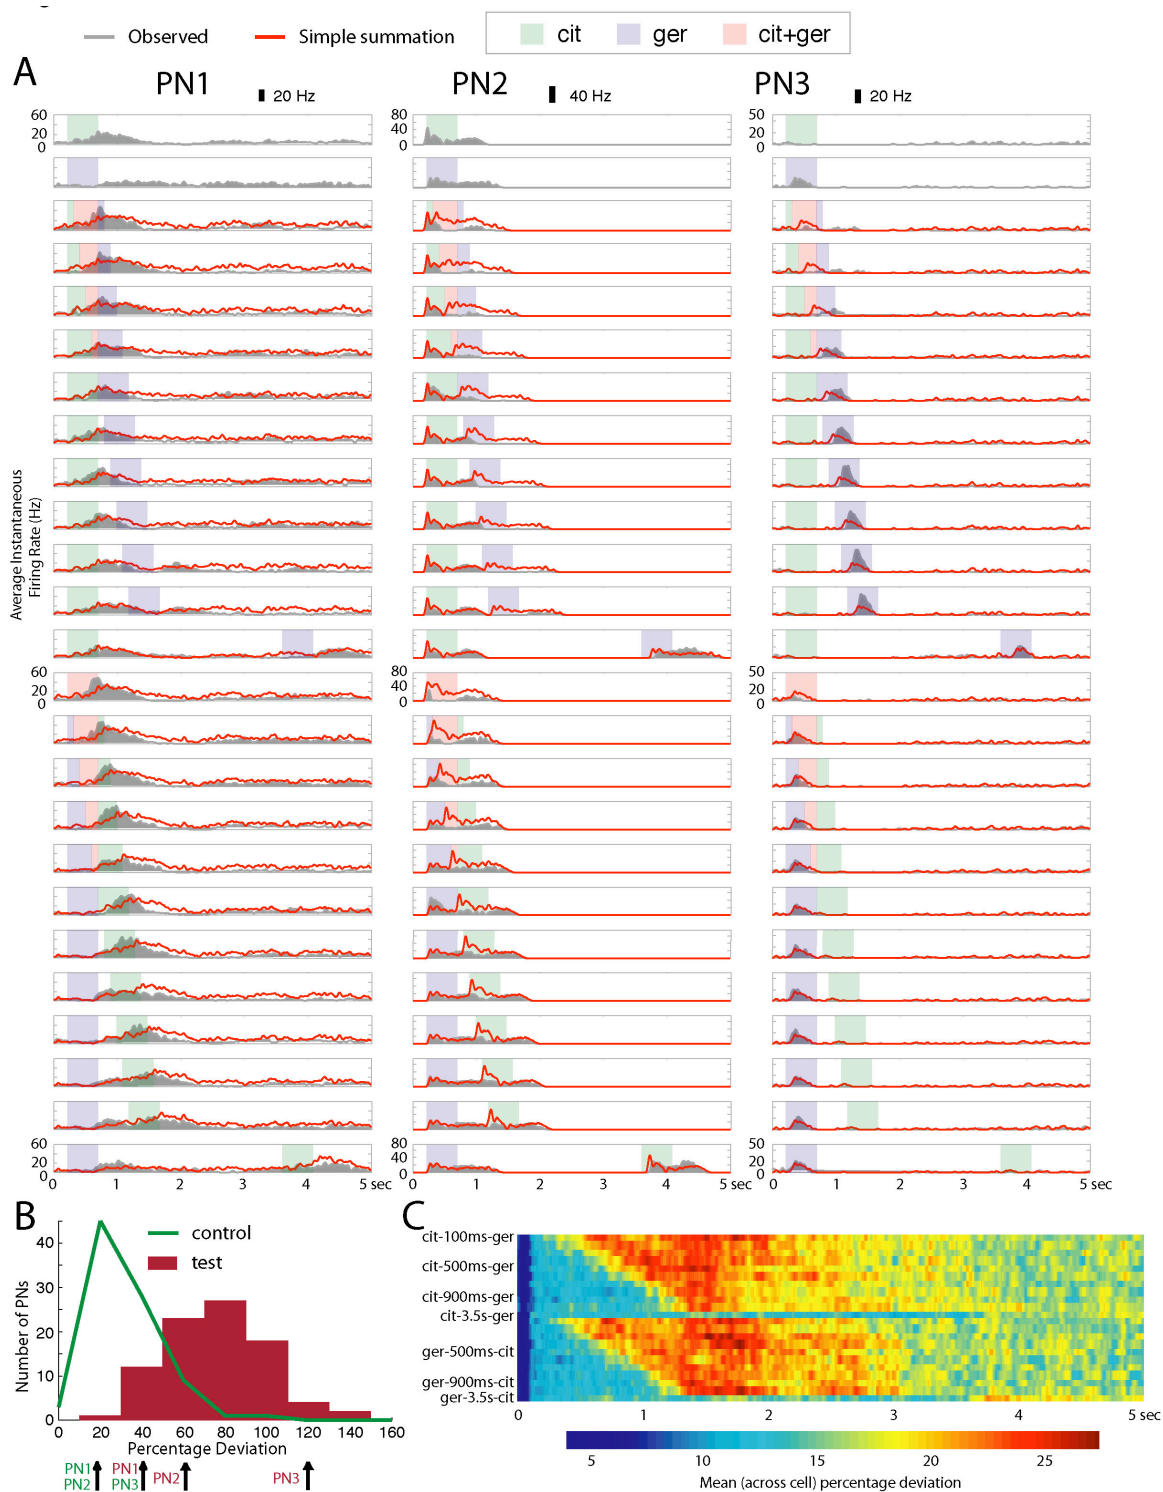 Observed Simple summation cit ger cit+ger
A PN1 PN2 PN3
20 Hz 40 Hz 20 Hz
60 20 0
80 40 0
50 20 0
Average Instantaneous
Firing Rate (Hz)
60 20 0
80 40 0
50 20 0
60 20 0
80 40 0
50 20 0
0 1 2 3 4 5 sec
0 1 2 3 4 5 sec
0 1 2 3 4 5 sec
B
control
test
Number of PNs
40
30
20
10
0
0 20 40 60 80 100 120 140 160
Percentage Deviation
PN1 PN1 PN2 PN3
PN2 PN3
C
cit-100ms-ger
cit-500ms-ger
cit-900ms-ger
cit-3.5s-ger
ger-500ms-cit
ger-900ms-cit
ger-3.5s-cit
0 1 2 3 4 5 sec
5 10 15 20 25
Mean (across cell) percentage deviation